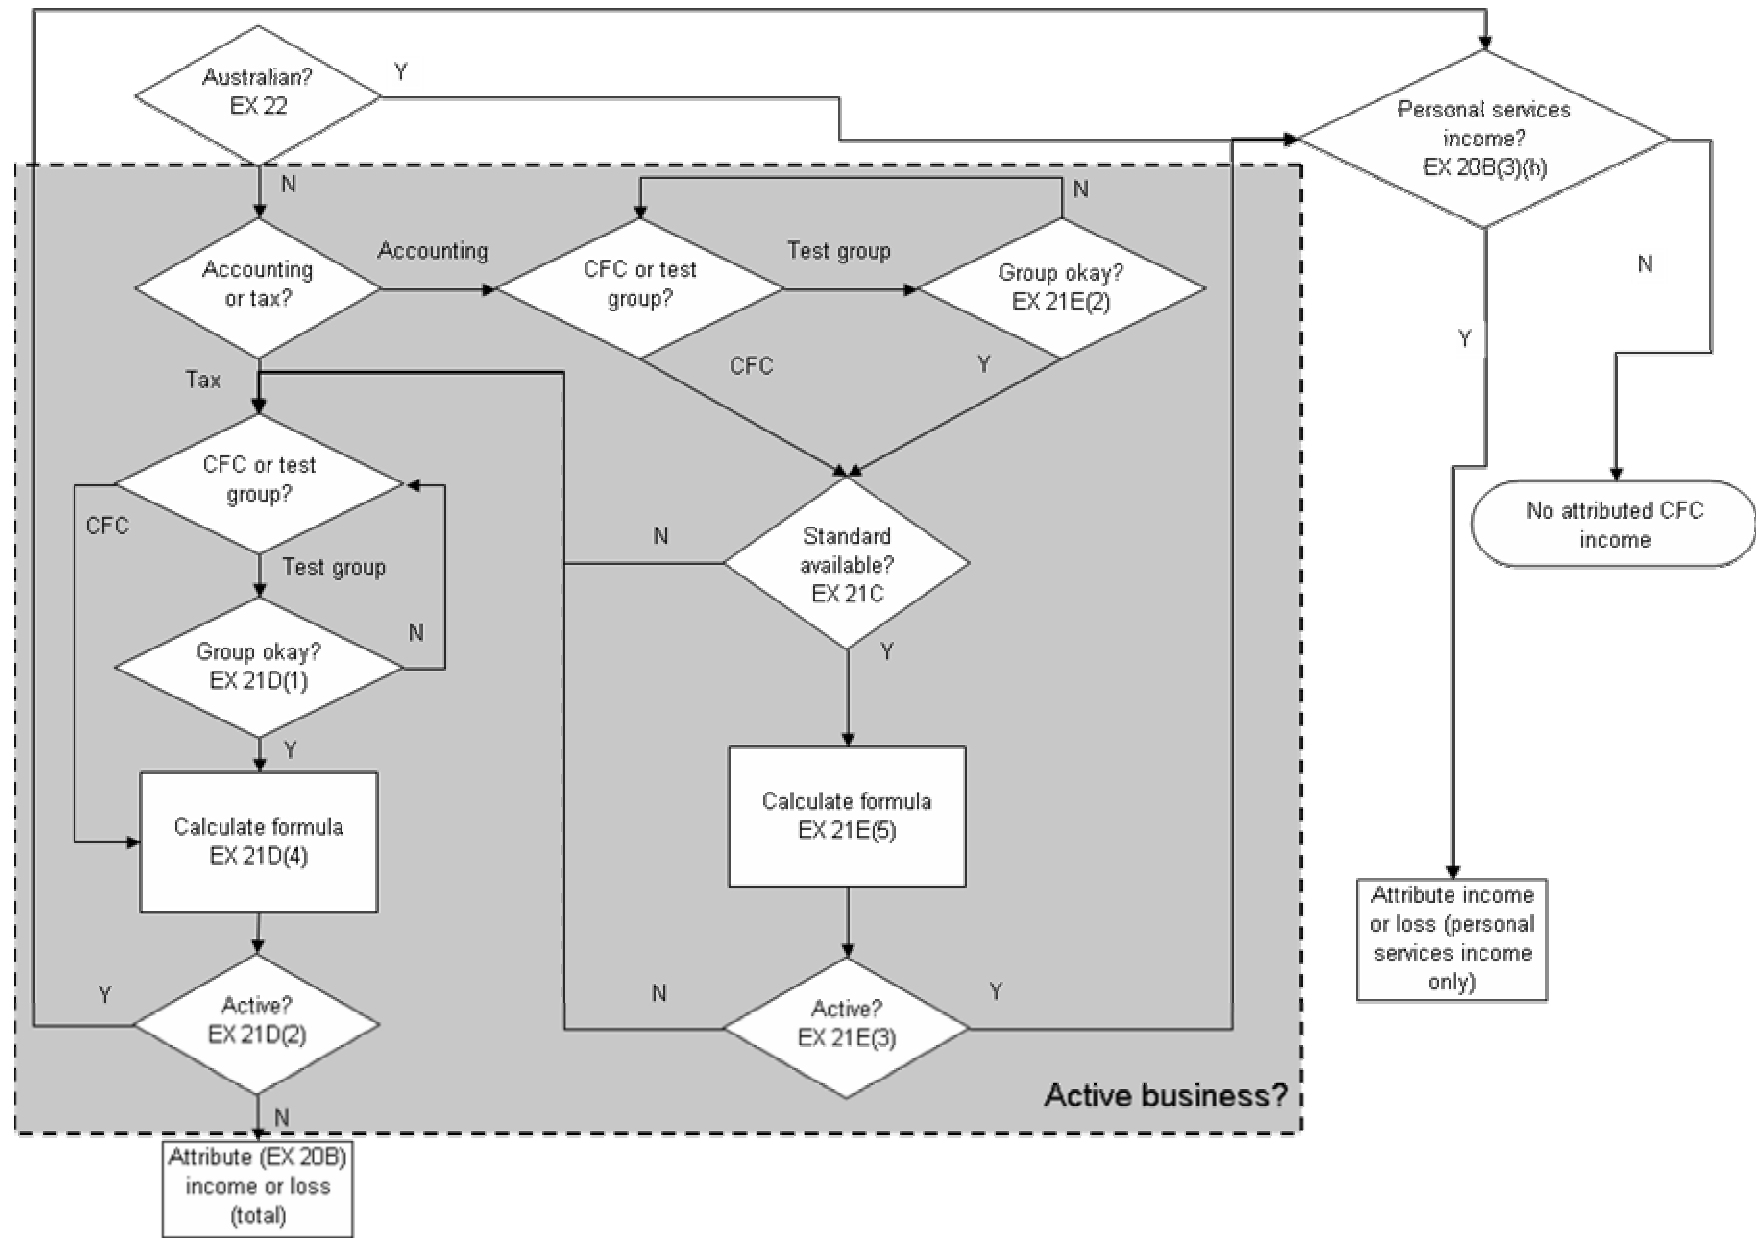 Australian?
EX 22
Y
Personal services
income?
EX 20B(3)(h)
N
Accounting
or tax?
Accounting
CFC or test
group?
Test group
N
Group okay?
EX 21E(2)
N
Y
Tax
CFC
Y
CFC or test
group?
CFC
Test group
N
Standard
available?
EX 21C
Y
No attributed CFC
income
Group okay?
EX 21D(1)
N
Y
Calculate formula
EX 21D(4)
Calculate formula
EX 21E(5)
Attribute income
or loss (personal
services income
only)
Y
Active?
EX 21D(2)
N
N
Active?
EX 21E(3)
Y
Active business?
Attribute (EX 20B)
income or loss
(total)